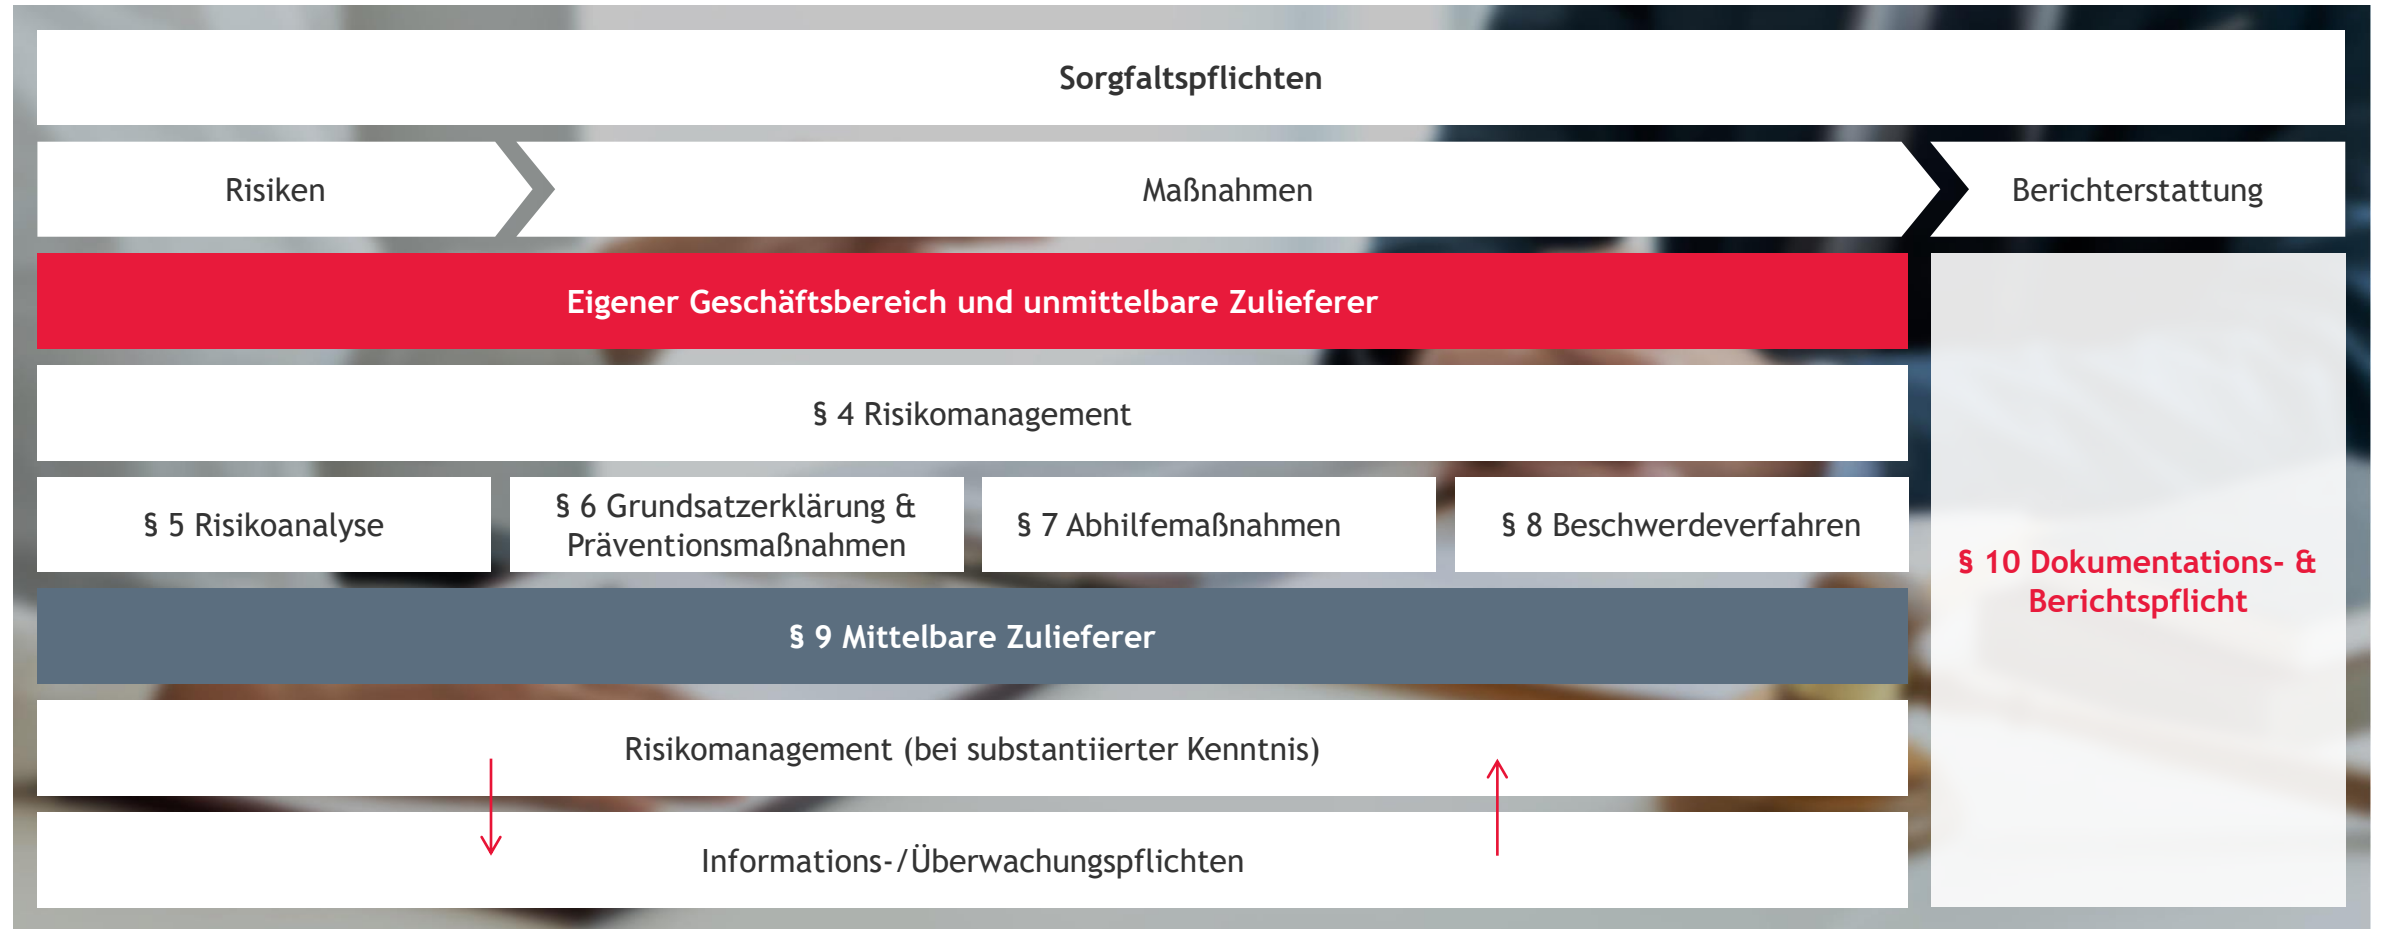 Sorgfaltspflichten
Risiken
Maßnahmen
Berichterstattung
Eigener Geschäftsbereich und unmittelbare Zulieferer
§ 4 Risikomanagement
§ 5 Risikoanalyse
§ 6 Grundsatzerklärung &
Präventionsmaßnahmen
§ 7 Abhilfemaßnahmen
§ 8 Beschwerdeverfahren
§ 10 Dokumentations- &
Berichtspflicht
§ 9 Mittelbare Zulieferer
Risikomanagement (bei substantiierter Kenntnis)
Informations-/Überwachungspflichten